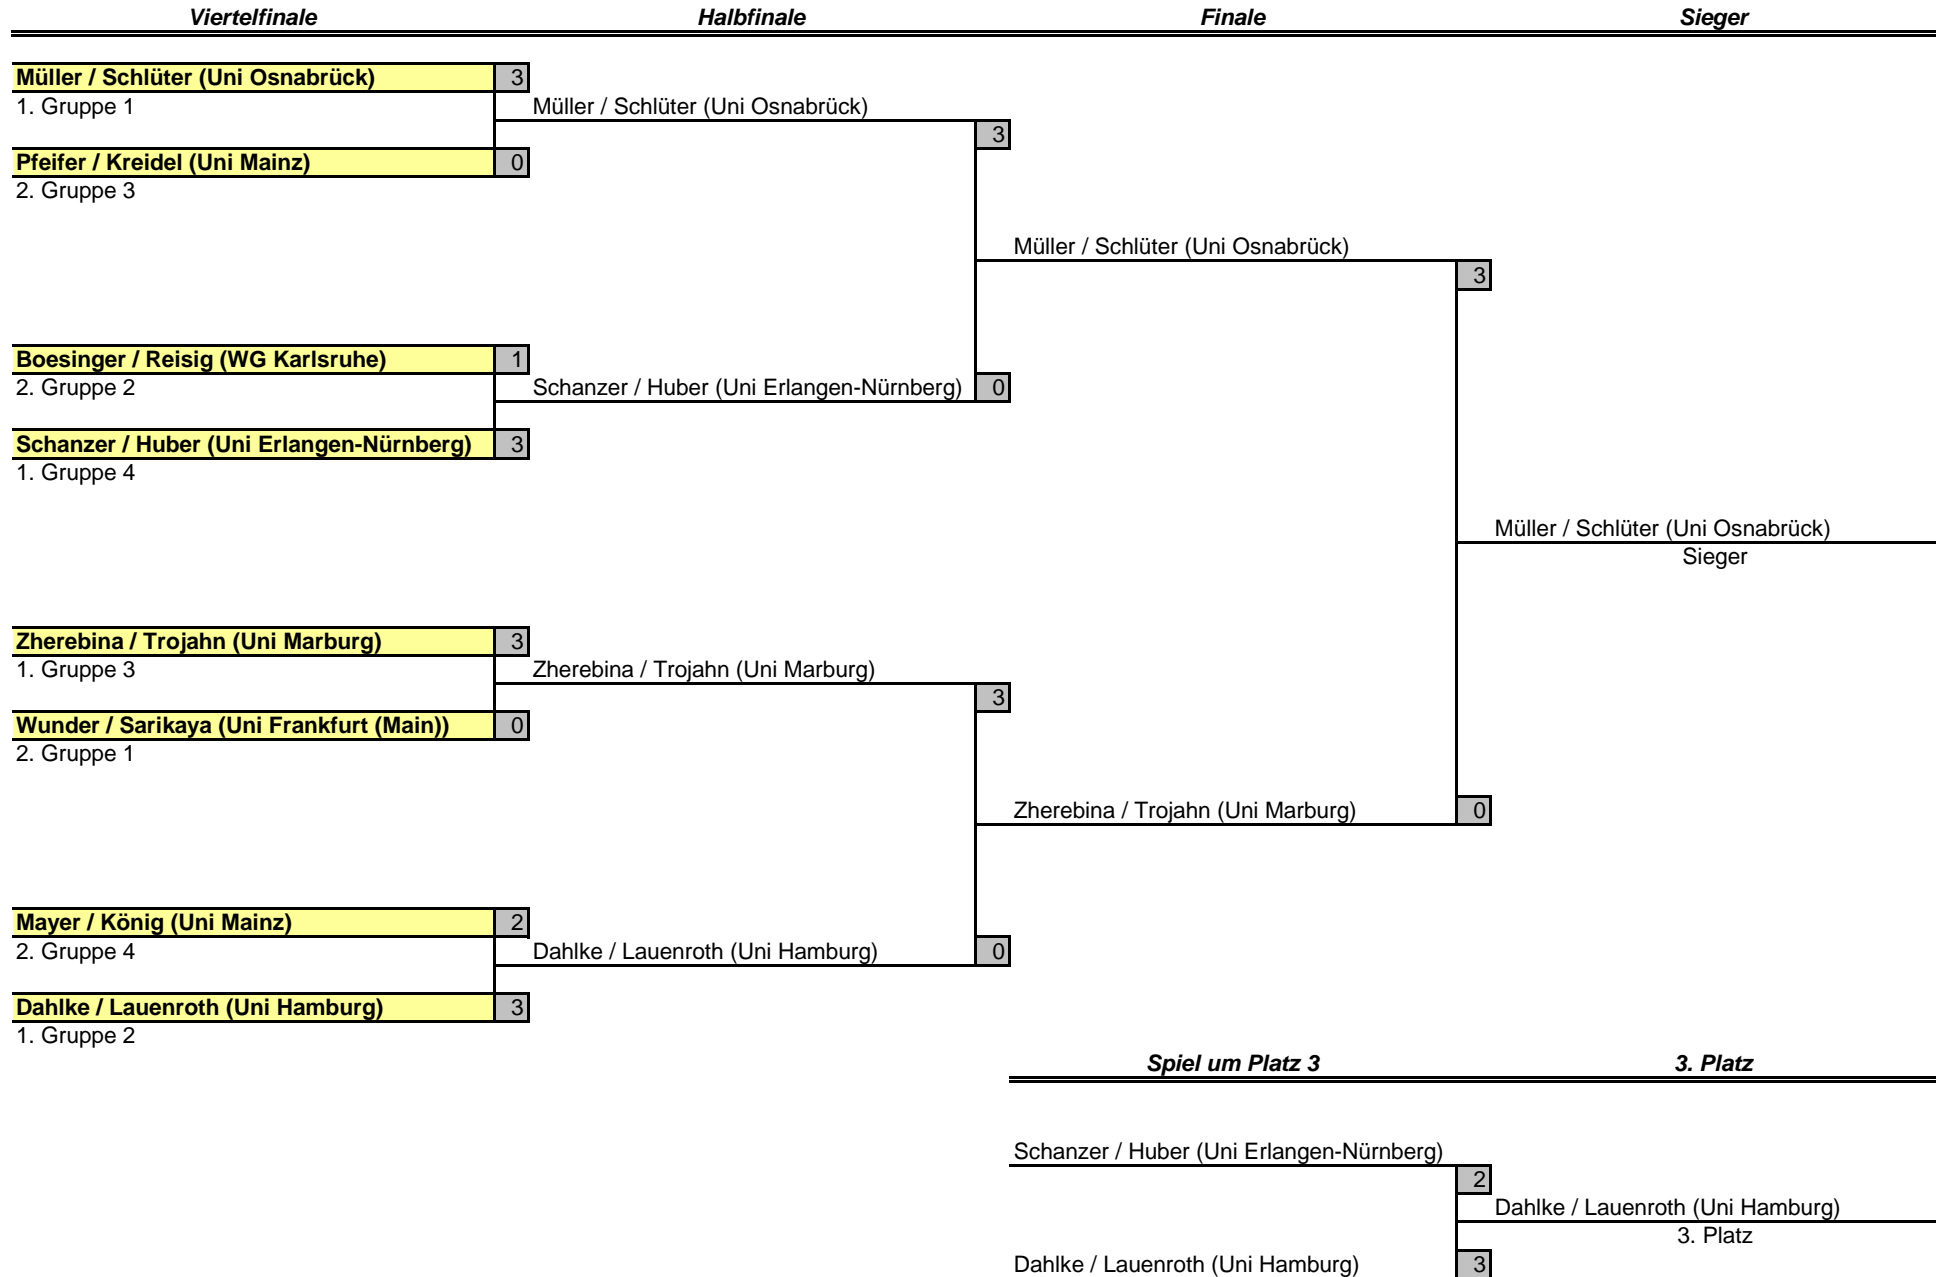 Viertelfinale Halbfinale Finale Sieger
Müller / Schlüter (Uni Osnabrück) 3
1. Gruppe 1 Müller / Schlüter (Uni Osnabrück)
3
Pfeifer / Kreidel (Uni Mainz) 0
2. Gruppe 3
Müller / Schlüter (Uni Osnabrück)
3
Boesinger / Reisig (WG Karlsruhe) 1
2. Gruppe 2 Schanzer / Huber (Uni Erlangen-Nürnberg) 0
Schanzer / Huber (Uni Erlangen-Nürnberg) 3
1. Gruppe 4
Müller / Schlüter (Uni Osnabrück)
Sieger
Zherebina / Trojahn (Uni Marburg) 3
1. Gruppe 3 Zherebina / Trojahn (Uni Marburg)
3
Wunder / Sarikaya (Uni Frankfurt (Main)) 0
2. Gruppe 1
Zherebina / Trojahn (Uni Marburg) 0
Mayer / König (Uni Mainz) 2
2. Gruppe 4 Dahlke / Lauenroth (Uni Hamburg) 0
Dahlke / Lauenroth (Uni Hamburg) 3
1. Gruppe 2
Spiel um Platz 3 3. Platz
Schanzer / Huber (Uni Erlangen-Nürnberg)
2
Dahlke / Lauenroth (Uni Hamburg)
3. Platz
Dahlke / Lauenroth (Uni Hamburg) 3